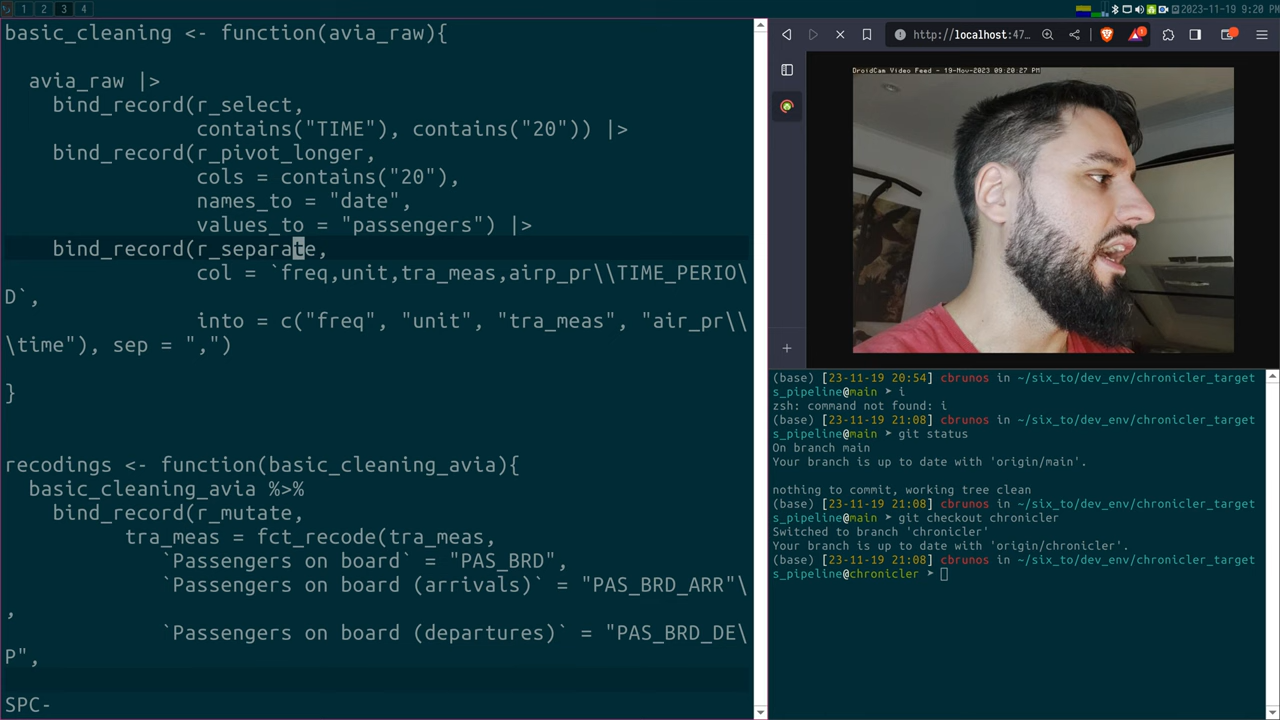 1 2 3 4
2023-11-19 9:20 PM
basic_cleaning <- function(avia_raw){
avia_raw |>
bind_record(r_select,
contains("TIME"), contains("20")) |>
bind_record(r_pivot_longer,
cols = contains("20"),
names_to = "date",
values_to = "passengers") |>
bind_record(r_separate,
col = `freq,unit,tra_meas,airp_pr\\TIME_PERIO\
D`,
into = c("freq", "unit", "tra_meas", "air_pr\\
\time"), sep = ",")
}
recodings <- function(basic_cleaning_avia){
basic_cleaning_avia %>%
bind_record(r_mutate,
tra_meas = fct_recode(tra_meas,
`Passengers on board` = "PAS_BRD",
`Passengers on board (arrivals)` = "PAS_BRD_ARR"\
,
`Passengers on board (departures)` = "PAS_BRD_DE\
P",
SPC-
http://localhost:47…
1
DroidCam Video Feed - 19-Nov-2023 09:20:27 PM
(base) [23-11-19 20:54] cbrunos in ~/six_to/dev_env/chronicler_target
s_pipeline@main ➤ i
zsh: command not found: i
(base) [23-11-19 21:08] cbrunos in ~/six_to/dev_env/chronicler_target
s_pipeline@main ➤ git status
On branch main
Your branch is up to date with 'origin/main'.
nothing to commit, working tree clean
(base) [23-11-19 21:08] cbrunos in ~/six_to/dev_env/chronicler_target
s_pipeline@main ➤ git checkout chronicler
Switched to branch 'chronicler'
Your branch is up to date with 'origin/chronicler'.
(base) [23-11-19 21:08] cbrunos in ~/six_to/dev_env/chronicler_target
s_pipeline@chronicler ➤